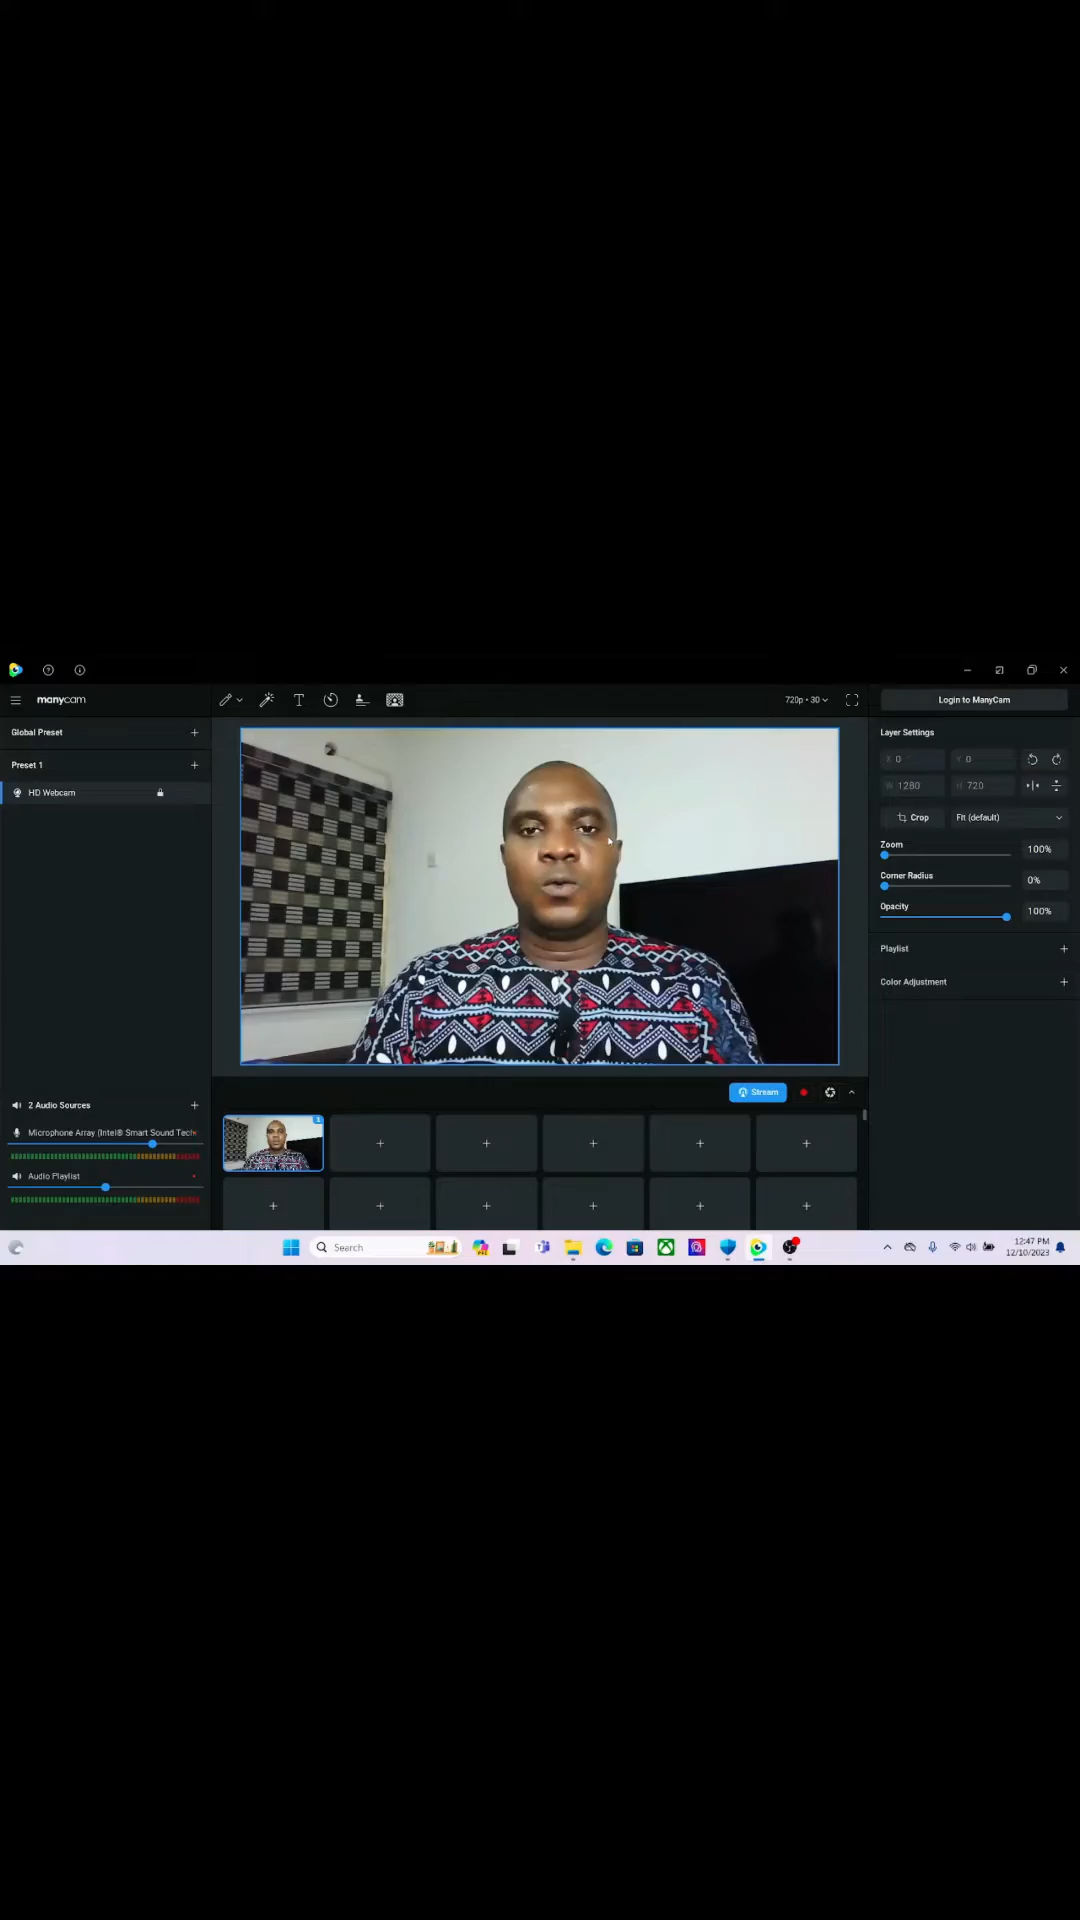 manycam
720p • 30
Login to ManyCam
Global Preset
Preset 1
HD Webcam
Layer Settings
X 0
Y 0
W 1280
H 720
Crop
Fit (default)
Zoom
100%
Corner Radius
0%
Opacity
100%
Playlist
Color Adjustment
Stream
2 Audio Sources
Microphone Array (Intel® Smart Sound Tech
Audio Playlist
1
Search
12:47 PM
12/10/2023